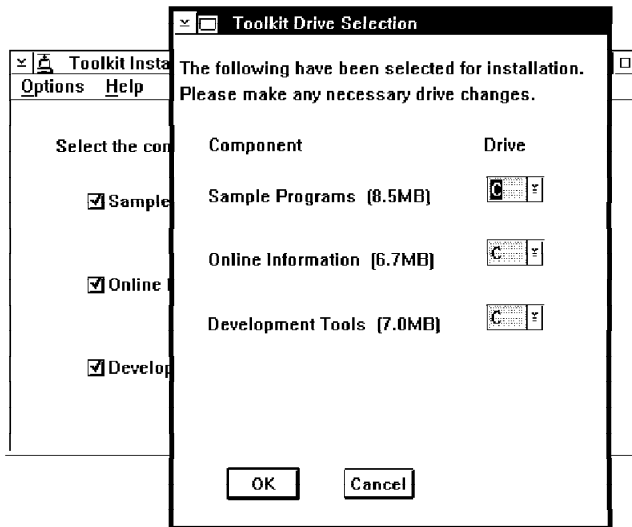 Toolkit Drive Selection
Toolkit Insta
Options Help
The following have been selected for installation.
Please make any necessary drive changes.
Select the con
Component Drive
Sample
Sample Programs (8.5MB) C
Online
Online Information (6.7MB) C
Develop
Development Tools (7.0MB) C
OK Cancel